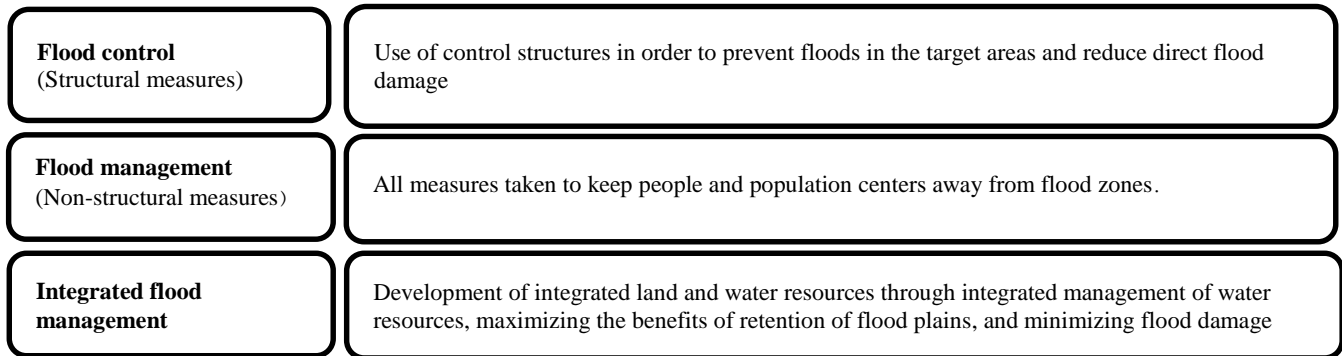 Flood control
(Structural measures)
Use of control structures in order to prevent floods in the target areas and reduce direct flood
damage
Flood management
(Non-structural measures)
All measures taken to keep people and population centers away from flood zones.
Integrated flood
management
Development of integrated land and water resources through integrated management of water
resources, maximizing the benefits of retention of flood plains, and minimizing flood damage